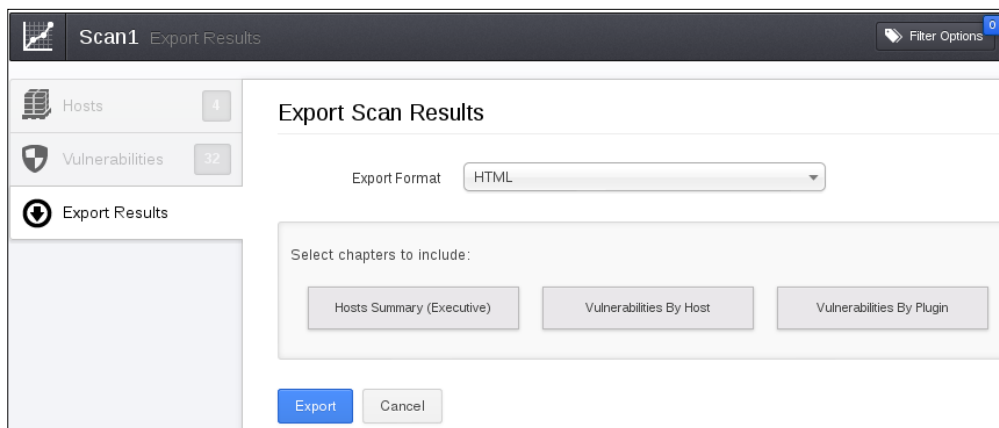 Scan1 Export Results
Filter Options
0
Hosts 4
Vulnerabilities 32
Export Results
Export Scan Results
Export Format HTML
Select chapters to include:
Hosts Summary (Executive) Vulnerabilities By Host Vulnerabilities By Plugin
Export Cancel